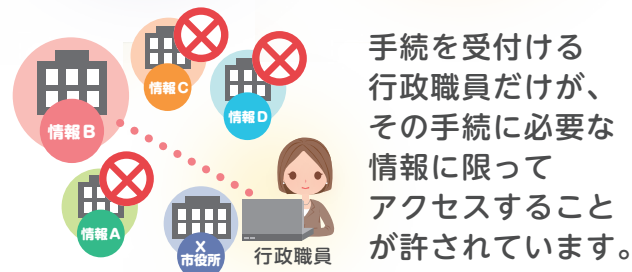 情報C
情報D
情報B
情報A
X
市役所
行政職員
手続を受付ける
行政職員だけが、
その手続に必要な
情報に限って
アクセスすること
が許されています。